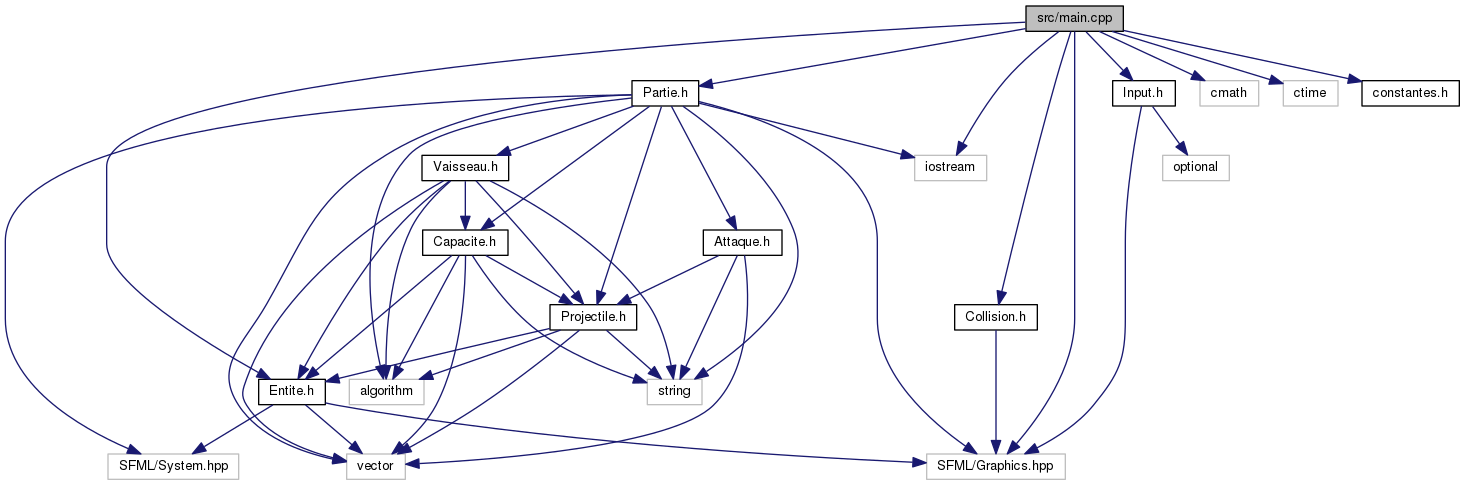 src/main.cpp
Partie.h
Input.h
cmath
ctime
constantes.h
Vaisseau.h
iostream
optional
Capacite.h
Attaque.h
Projectile.h
Collision.h
Entite.h
algorithm
string
SFML/System.hpp
vector
SFML/Graphics.hpp